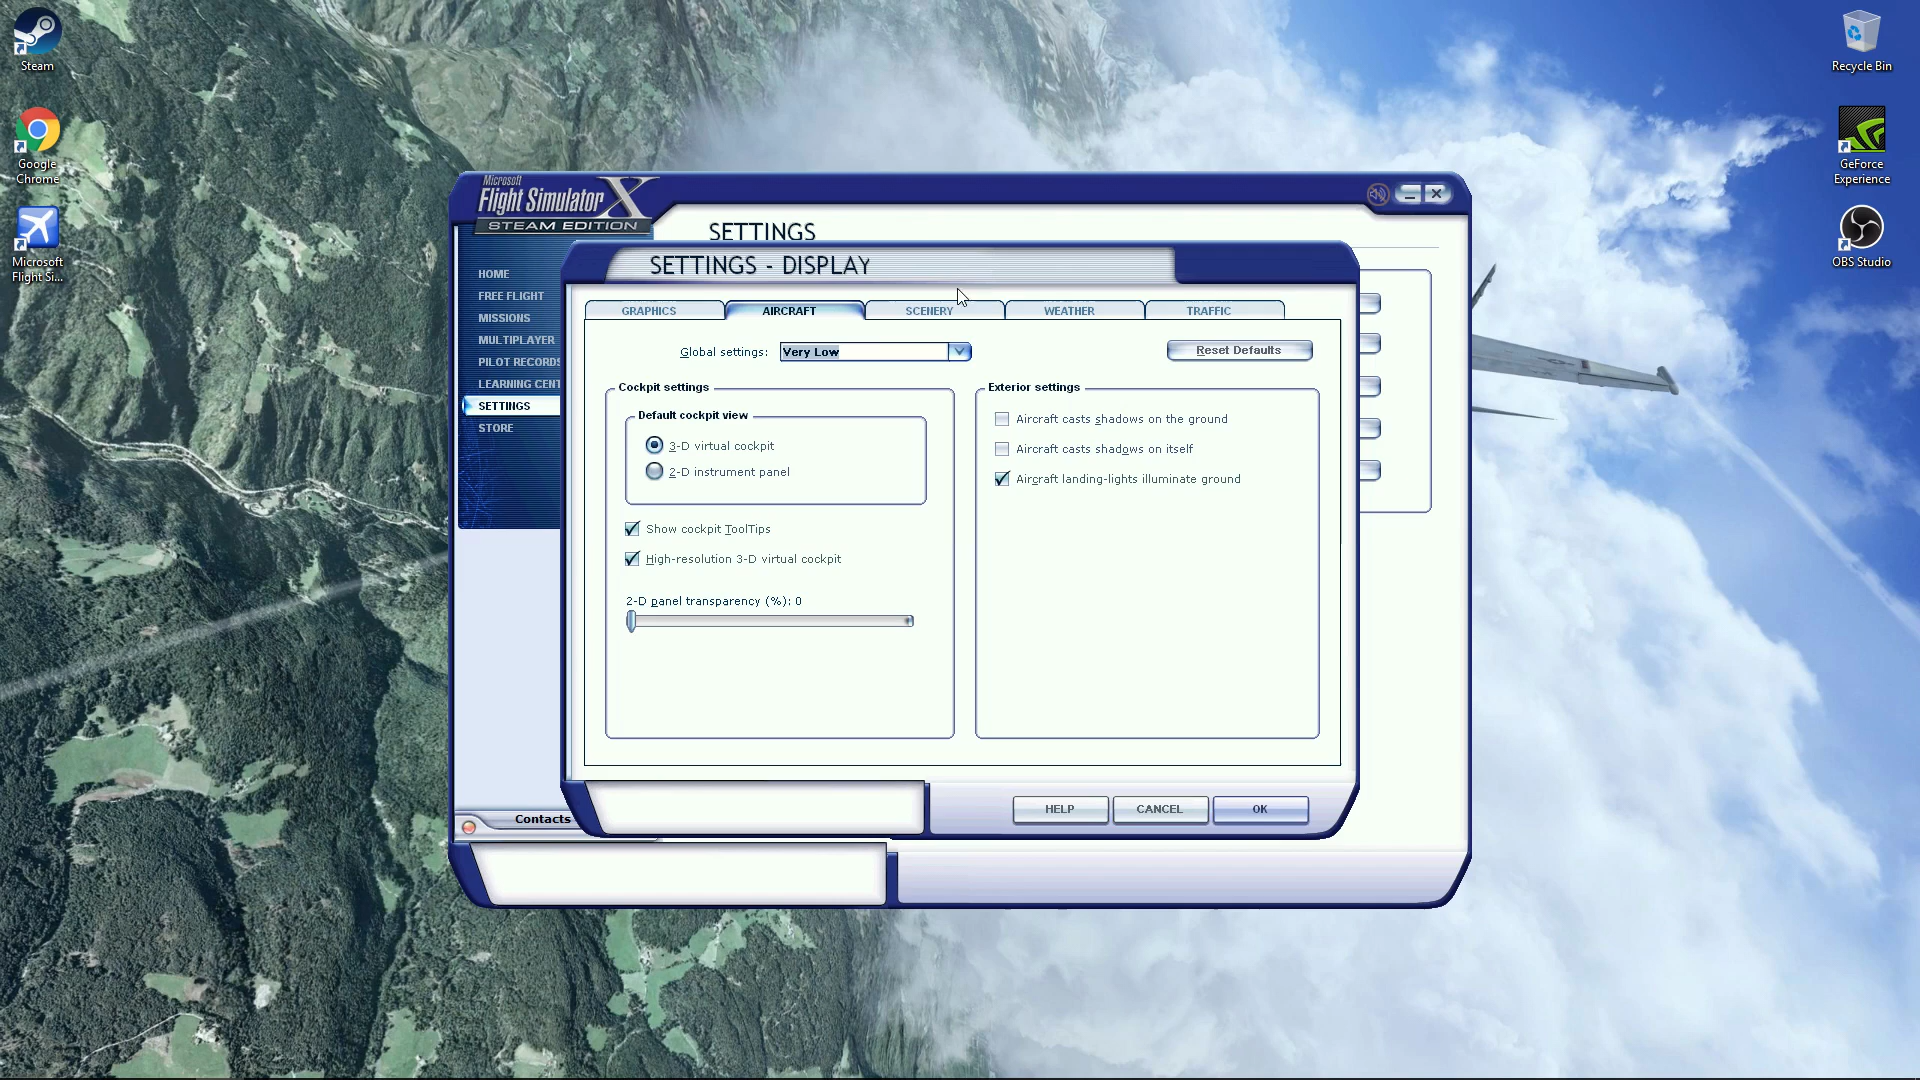 Steam
Google
Chrome
Microsoft
Flight Si...
Recycle Bin
GeForce
Experience
OBS Studio
Microsoft
Flight Simulator X
STEAM EDITION
SETTINGS
HOME
FREE FLIGHT
MISSIONS
MULTIPLAYER
PILOT RECORDS
LEARNING CENT
SETTINGS
STORE
Contacts
SETTINGS - DISPLAY
GRAPHICS
AIRCRAFT
SCENERY
WEATHER
TRAFFIC
Global settings:
Very Low
Reset Defaults
Cockpit settings
Default cockpit view
3-D virtual cockpit
2-D instrument panel
Show cockpit ToolTips
High-resolution 3-D virtual cockpit
2-D panel transparency (%): 0
Exterior settings
Aircraft casts shadows on the ground
Aircraft casts shadows on itself
Aircraft landing-lights illuminate ground
HELP
CANCEL
OK